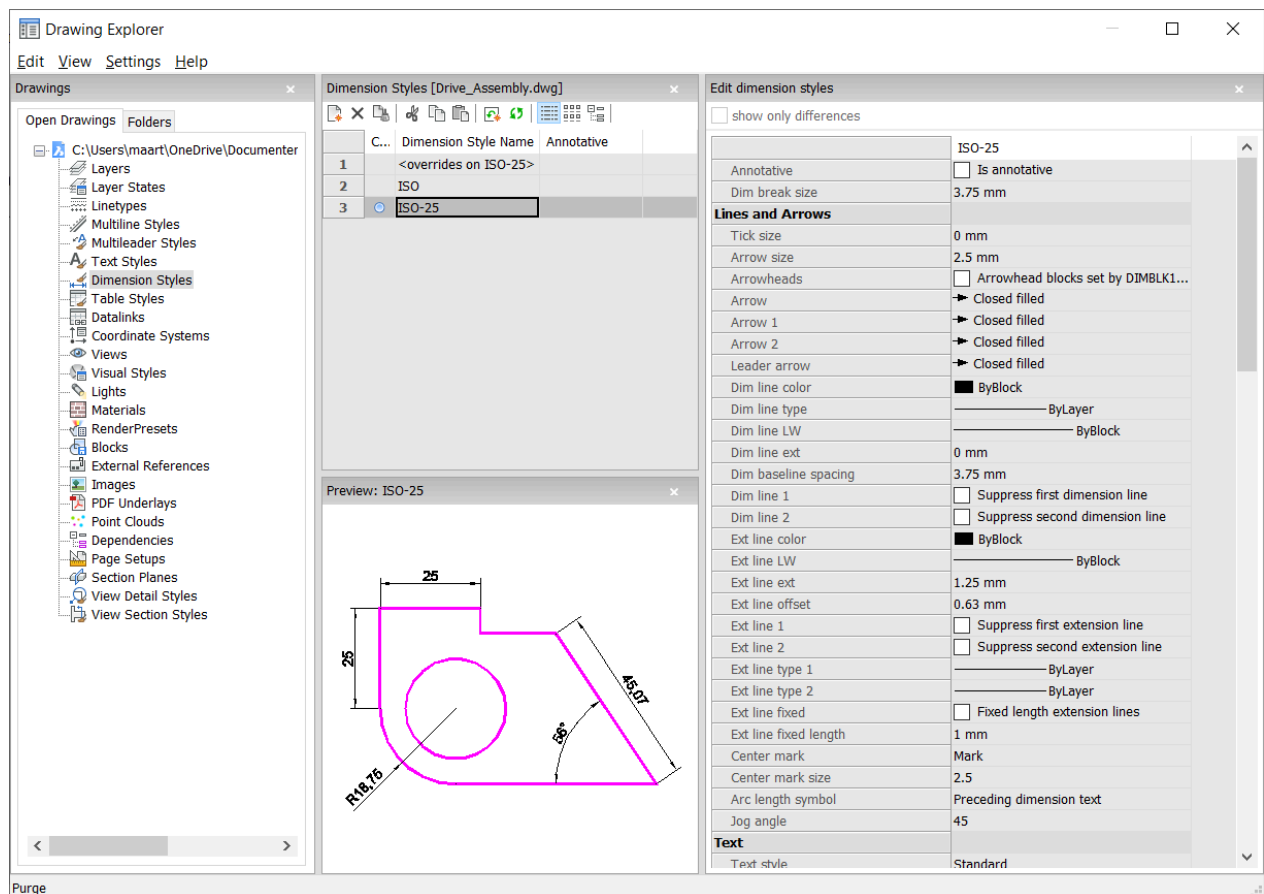 Drawing Explorer
Edit View Settings Help
Drawings
Open Drawings Folders
C:\Users\maart\OneDrive\Documenter
Layers
Layer States
Linetypes
Multiline Styles
Multileader Styles
Text Styles
Dimension Styles
Table Styles
Datalinks
Coordinate Systems
Views
Visual Styles
Lights
Materials
RenderPresets
Blocks
External References
Images
PDF Underlays
Point Clouds
Dependencies
Page Setups
Section Planes
View Detail Styles
View Section Styles
Dimension Styles [Drive_Assembly.dwg]
C... Dimension Style Name Annotative
1 <overrides on ISO-25>
2 ISO
3 ISO-25
Preview: ISO-25
25
25
45,07
56°
R18,75
Edit dimension styles
show only differences
ISO-25
Annotative Is annotative
Dim break size 3.75 mm
Lines and Arrows
Tick size 0 mm
Arrow size 2.5 mm
Arrowheads Arrowhead blocks set by DIMBLK1...
Arrow Closed filled
Arrow 1 Closed filled
Arrow 2 Closed filled
Leader arrow Closed filled
Dim line color ByBlock
Dim line type ByLayer
Dim line LW ByBlock
Dim line ext 0 mm
Dim baseline spacing 3.75 mm
Dim line 1 Suppress first dimension line
Dim line 2 Suppress second dimension line
Ext line color ByBlock
Ext line LW ByBlock
Ext line ext 1.25 mm
Ext line offset 0.63 mm
Ext line 1 Suppress first extension line
Ext line 2 Suppress second extension line
Ext line type 1 ByLayer
Ext line type 2 ByLayer
Ext line fixed Fixed length extension lines
Ext line fixed length 1 mm
Center mark Mark
Center mark size 2.5
Arc length symbol Preceding dimension text
Jog angle 45
Text
Text style Standard
Purge